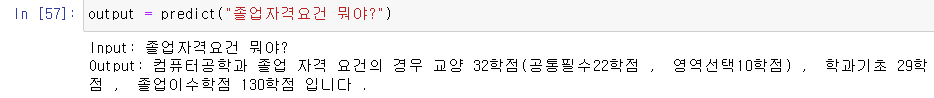 In [57]: output = predict("졸업자격요건 뭐야?")
Input: 졸업자격요건 뭐야?
Output: 컴퓨터공학과 졸업 자격 요건의 경우 교양 32학점(공통필수22학점 , 영역선택10학점) , 학과기초 29학
점 , 졸업이수학점 130학점 입니다 .